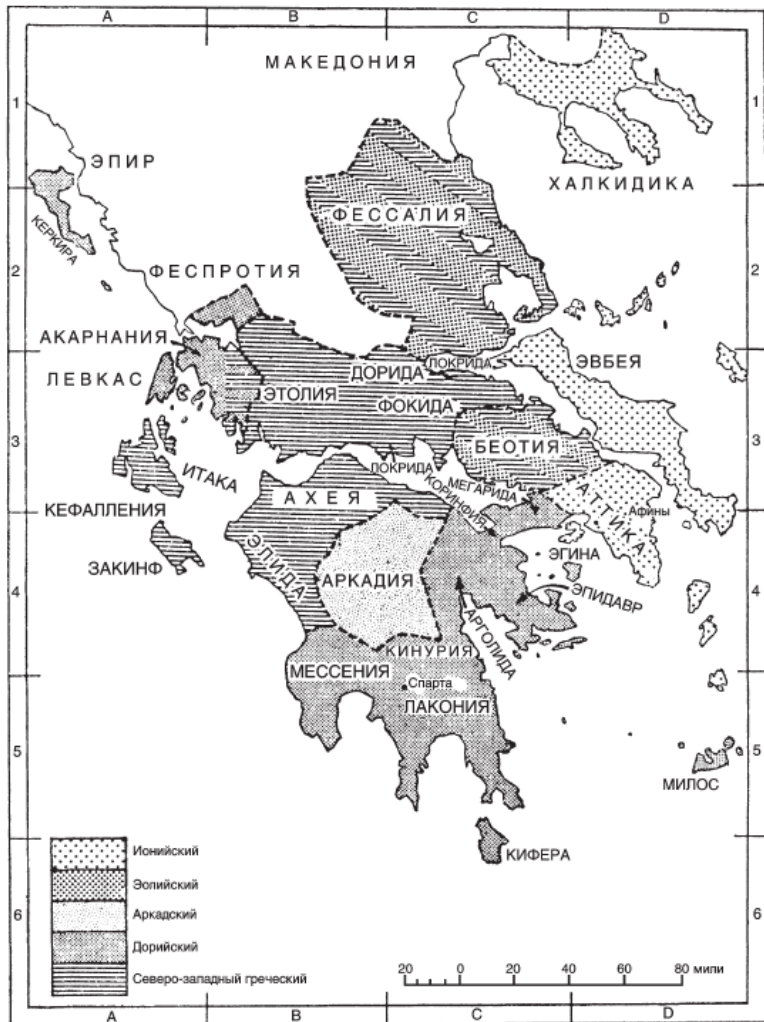 A B C D
МАКЕДОНИЯ
1 1
ЭПИР
ХАЛКИДИКА
ФЕССАЛИЯ
КЕРКИРА
2 2
ФЕСПРОТИЯ
АКАРНАНИЯ
ЛОКРИДА
ЭВБЕЯ
ДОРИДА
ЛЕВКАС
ЭТОЛИЯ
ФОКИДА
3 3
БЕОТИЯ
ИТАКА
ЛОКРИДА
МЕГАРИДА
АТТИКА
АХЕЯ
КОРИНФИЯ
КЕФАЛЛЕНИЯ
Афины
ЭЛИДА
ЭГИНА
ЗАКИНФ
АРКАДИЯ
4 4
ЭПИДАВР
АРГОЛИДА
КИНУРИЯ
МЕССЕНИЯ
Спарта
ЛАКОНИЯ
5 5
МИЛОС
Ионийский
КИФЕРА
Эолийский
Аркадский
6 6
Дорийский
Северо-западный греческий
20 0 20 40 60 80 мили
A B C D